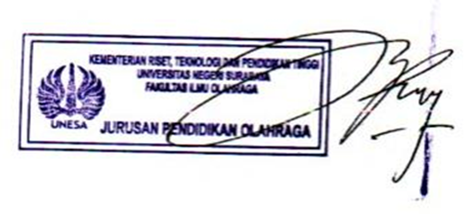 KEMENTERIAN RISET, TEKNOLOGI DAN PENDIDIKAN TINGGI
UNIVERSITAS NEGERI SURABAYA
FAKULTAS ILMU OLAHRAGA
UNESA
JURUSAN PENDIDIKAN OLAHRAGA